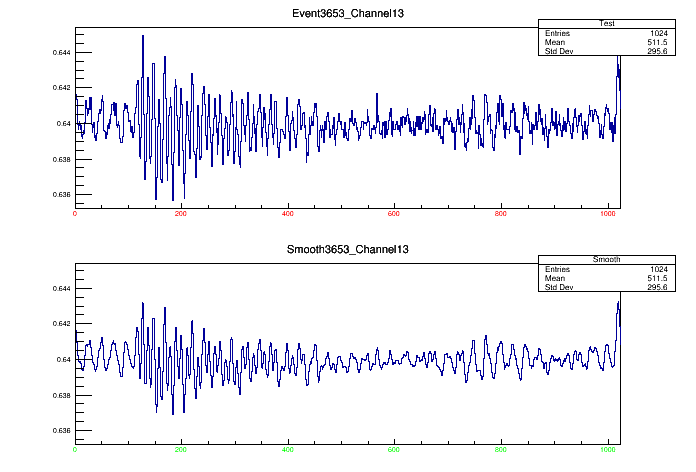 Event3653_Channel13
Test
Entries 1024
Mean 511.5
Std Dev 295.6
0.644
0.642
0.64
0.638
0.636
0 200 400 600 800 1000
Smooth3653_Channel13
Smooth
Entries 1024
Mean 511.5
Std Dev 295.6
0.644
0.642
0.64
0.638
0.636
0 200 400 600 800 1000